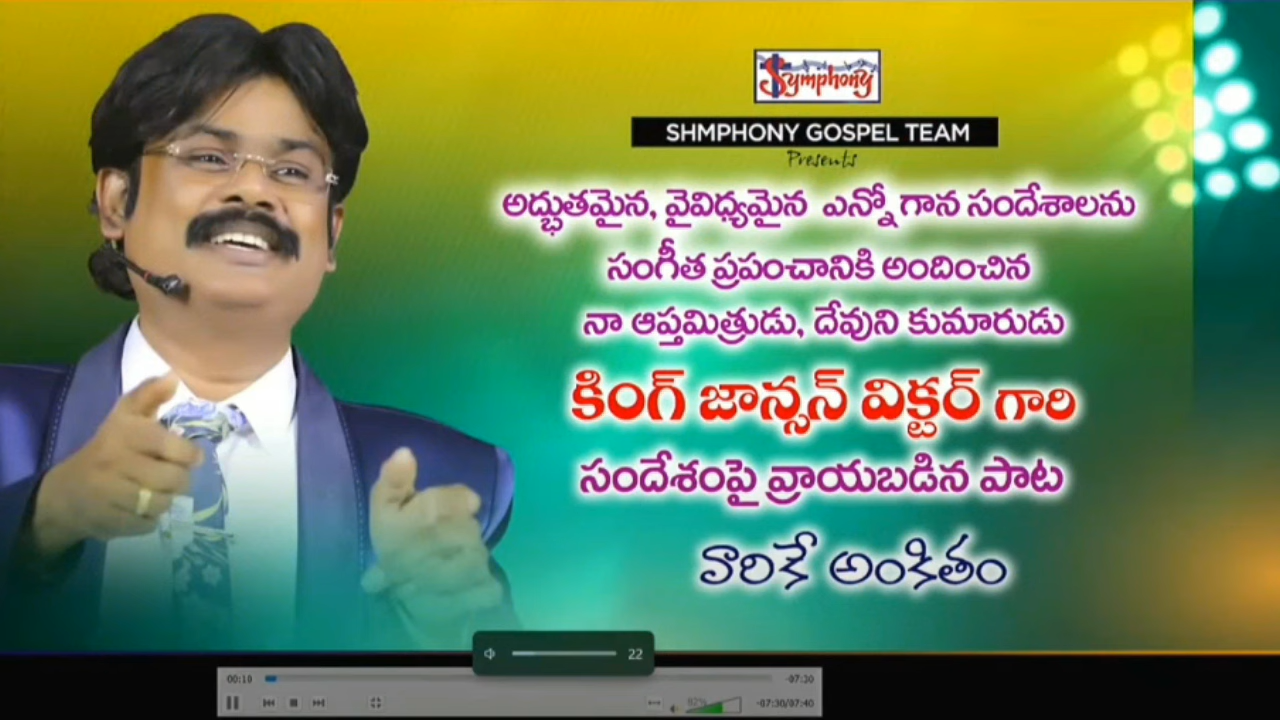 Symphony
SHMPHONY GOSPEL TEAM
Presents
అద్భుతమైన, వైవిధ్యమైన ఎన్నో గాన సందేశాలను
సంగీత ప్రపంచానికి అందించిన
నా ఆప్తమిత్రుడు, దేవుని కుమారుడు
కింగ్ జాన్సన్ విక్టర్ గారి
సందేశంపై వ్రాయబడిన పాట
వారికే అంకితం
22
00:10 -07:30
82% -07:30/07:40